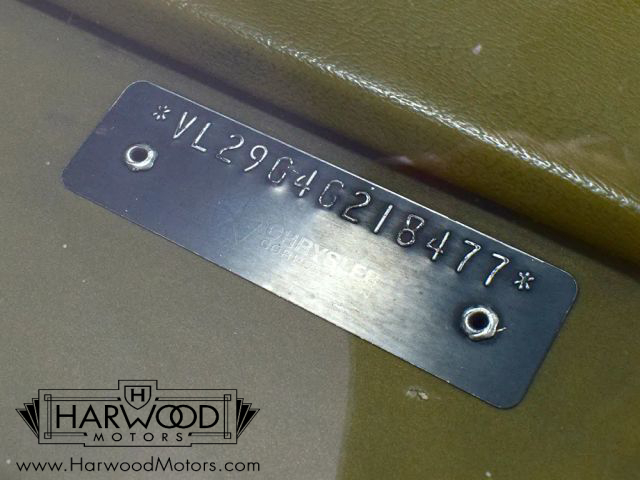 *VL29G4G218477*
CHRYSLER
H
HARWOOD
MOTORS
www.HarwoodMotors.com